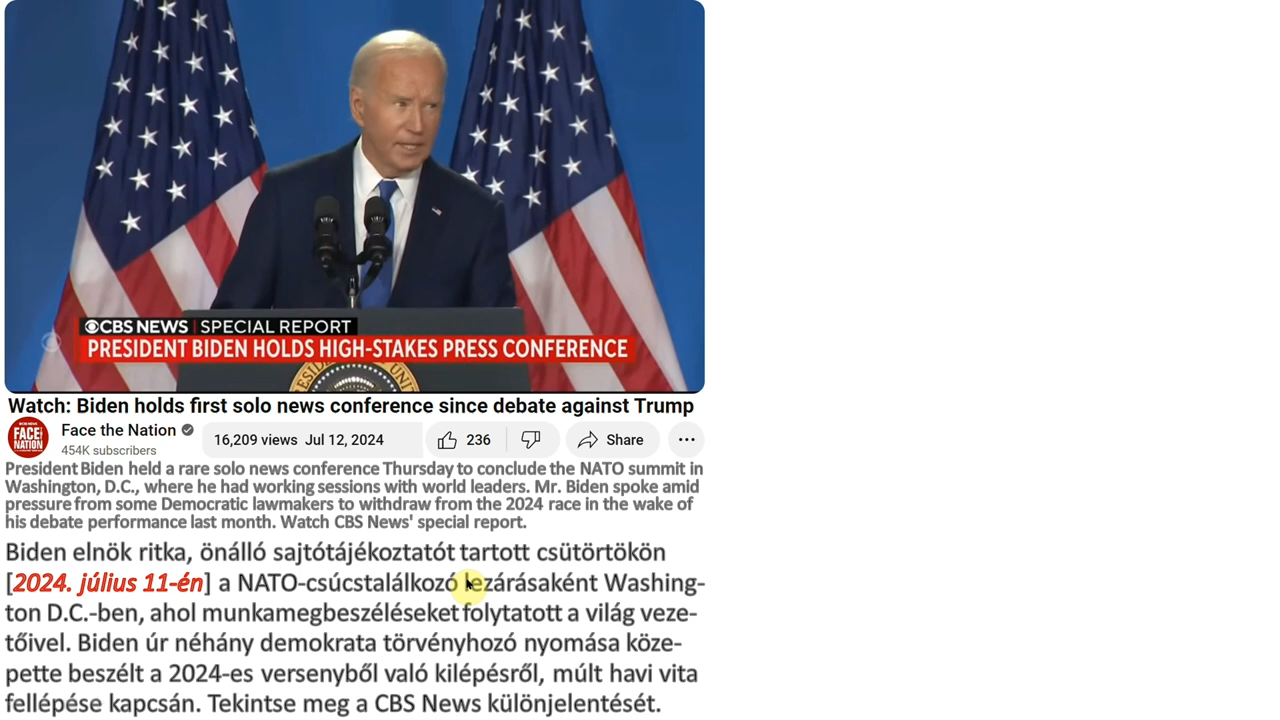 CBS NEWS SPECIAL REPORT
PRESIDENT BIDEN HOLDS HIGH-STAKES PRESS CONFERENCE
Watch: Biden holds first solo news conference since debate against Trump
FACE THE NATION
Face the Nation
454K subscribers
16,209 views Jul 12, 2024
236
Share
President Biden held a rare solo news conference Thursday to conclude the NATO summit in
Washington, D.C., where he had working sessions with world leaders. Mr. Biden spoke amid
pressure from some Democratic lawmakers to withdraw from the 2024 race in the wake of
his debate performance last month. Watch CBS News' special report.
Biden elnök ritka, önálló sajtótájékoztatót tartott csütörtökön
[2024. július 11-én] a NATO-csúcstalálkozó lezárásaként Washing-
ton D.C.-ben, ahol munkamegbeszéléseket folytatott a világ veze-
tőivel. Biden úr néhány demokrata törvényhozó nyomása köze-
pette beszélt a 2024-es versenyből való kilépésről, múlt havi vita
fellépése kapcsán. Tekintse meg a CBS News különjelentését.